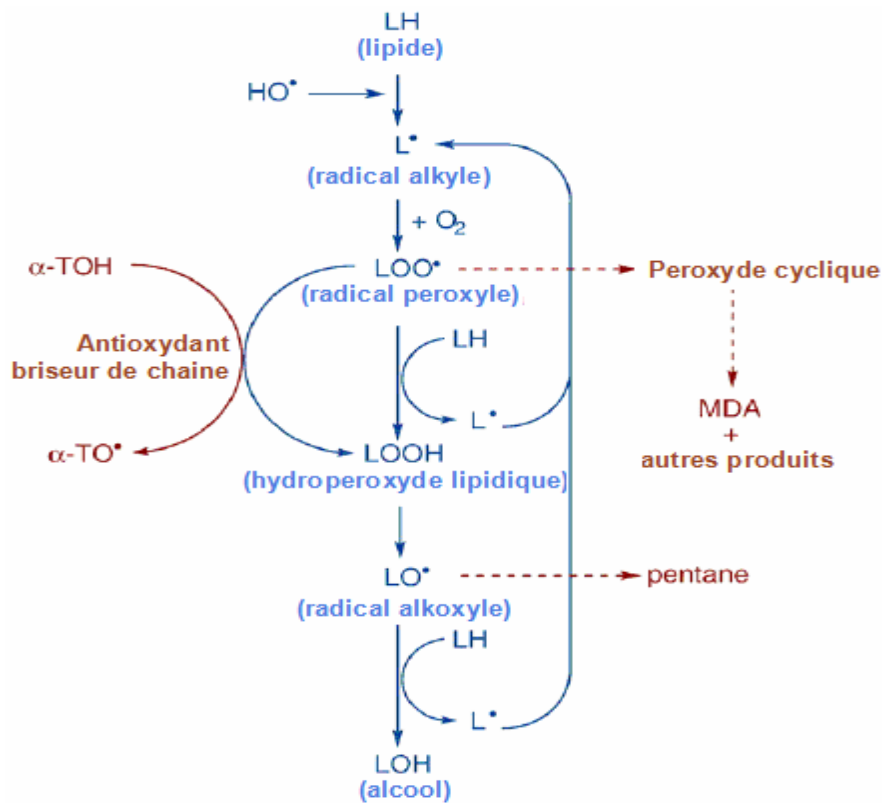 LH
(lipide)
HO•
L•
(radical alkyle)
+ O₂
α-TOH
LOO•
(radical peroxyle)
Peroxyde cyclique
Antioxydant
briseur de chaine
LH
L•
MDA
+
autres produits
α-TO•
LOOH
(hydroperoxyde lipidique)
LO•
(radical alkoxyle)
pentane
LH
L•
LOH
(alcool)